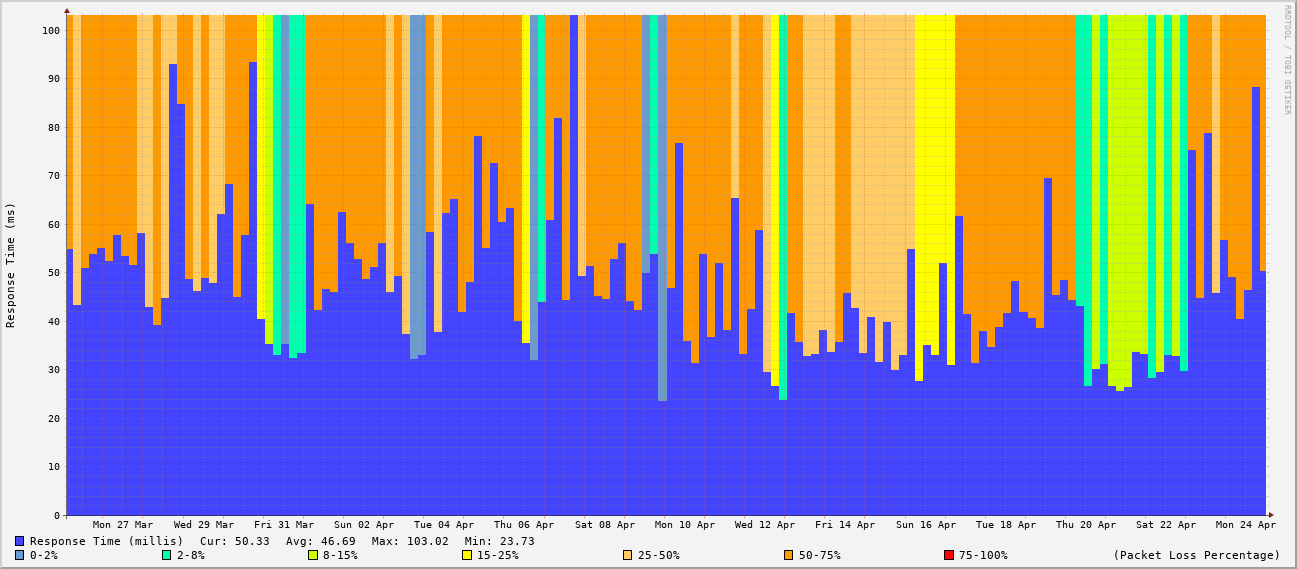 RRDTOOL / TOBI OETIKER
Response Time (ms)
100
90
80
70
60
50
40
30
20
10
0
Mon 27 Mar Wed 29 Mar Fri 31 Mar Sun 02 Apr Tue 04 Apr Thu 06 Apr Sat 08 Apr Mon 10 Apr Wed 12 Apr Fri 14 Apr Sun 16 Apr Tue 18 Apr Thu 20 Apr Sat 22 Apr Mon 24 Apr
Response Time (millis) Cur: 50.33 Avg: 46.69 Max: 103.02 Min: 23.73
0-2% 2-8% 8-15% 15-25% 25-50% 50-75% 75-100% (Packet Loss Percentage)